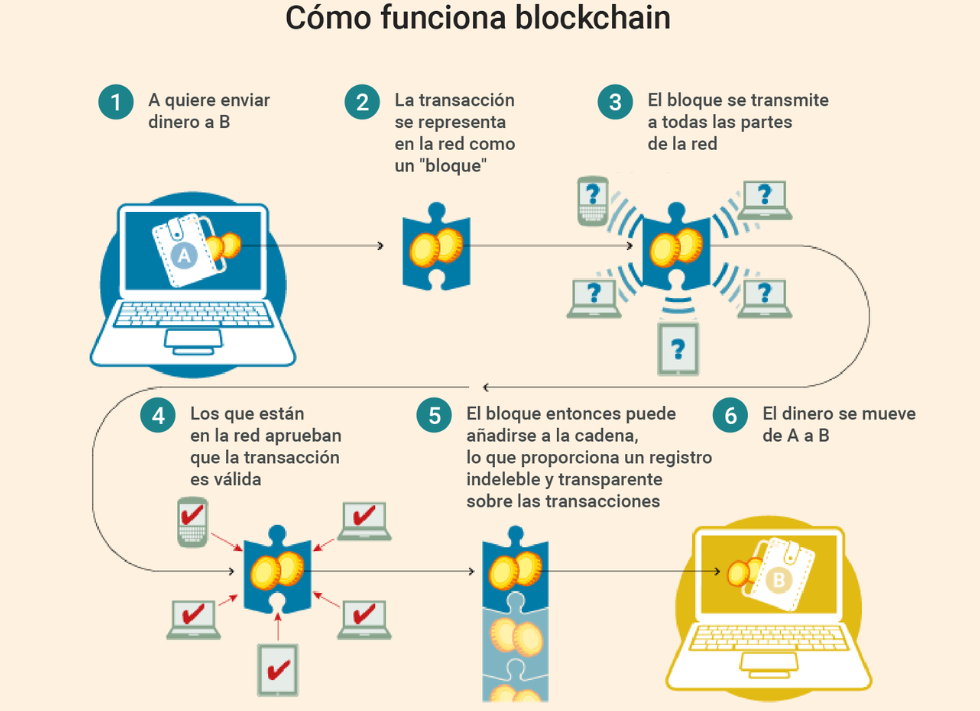 Cómo funciona blockchain
1
A quiere enviar
dinero a B
2
La transacción
se representa
en la red como
un "bloque"
3
El bloque se transmite
a todas las partes
de la red
A
?
?
?
?
?
4
Los que están
en la red aprueban
que la transacción
es válida
5
El bloque entonces puede
añadirse a la cadena,
lo que proporciona un registro
indeleble y transparente
sobre las transacciones
6
El dinero se mueve
de A a B
B